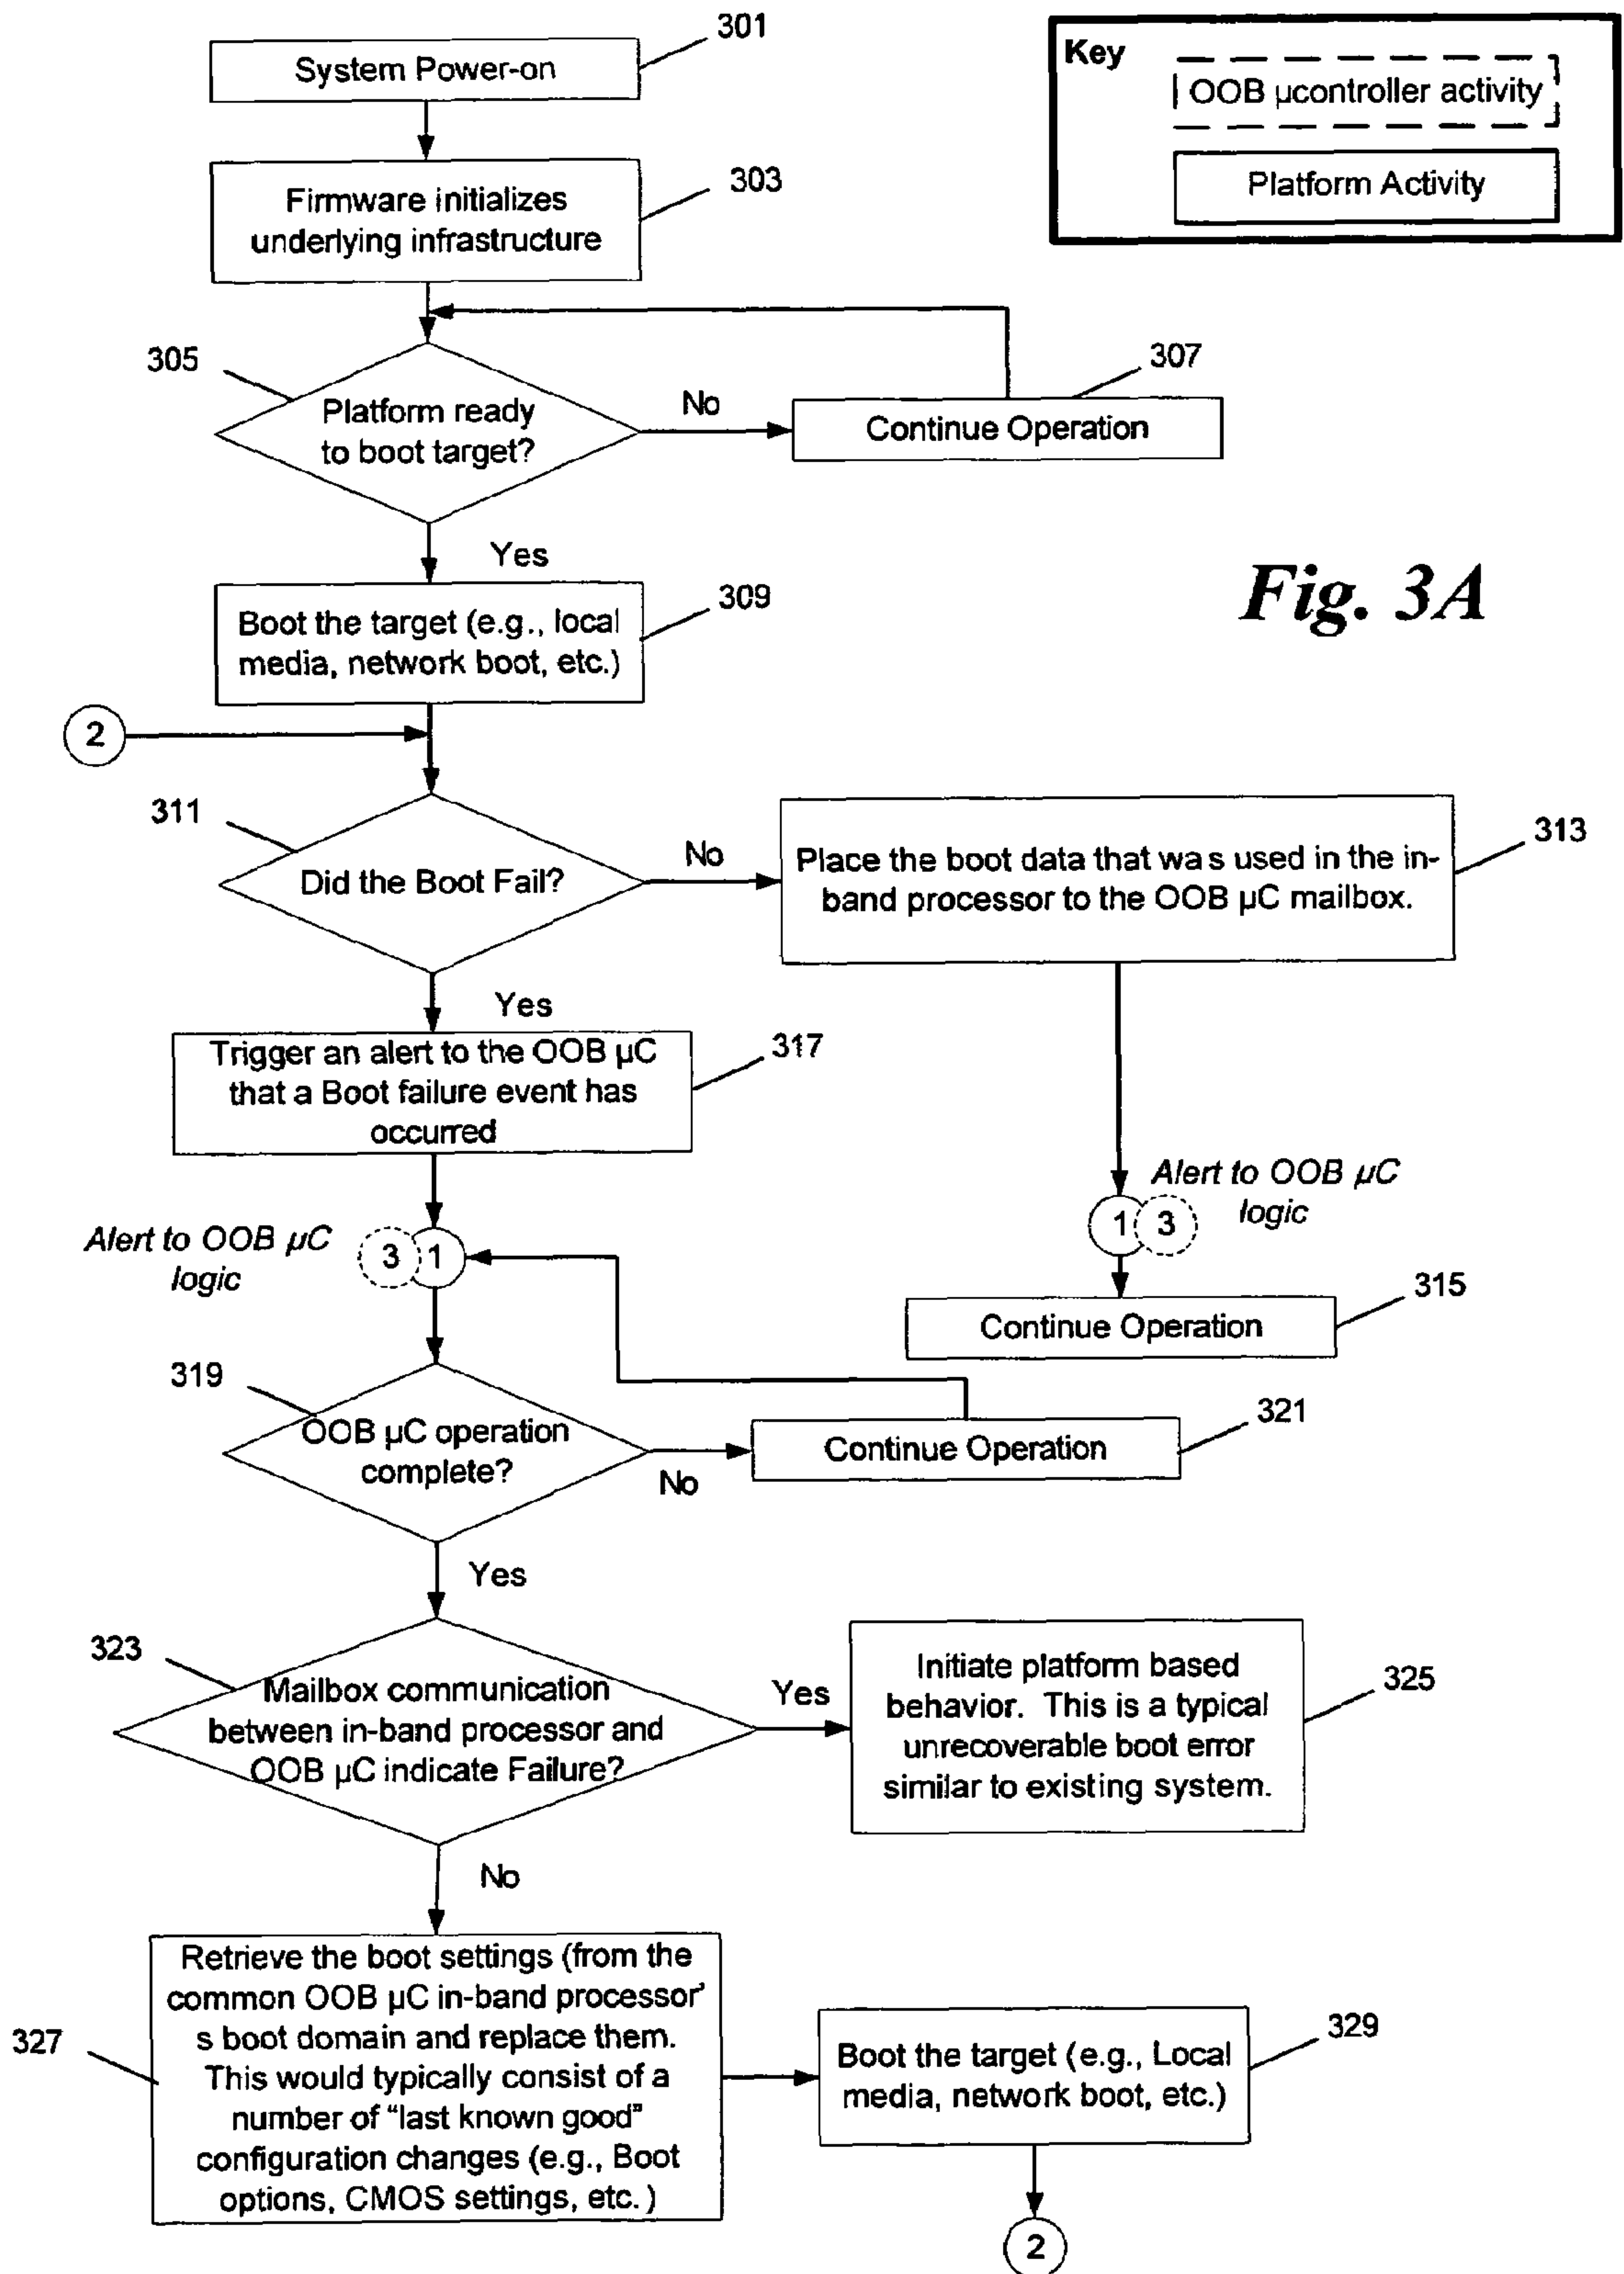 301
System Power-on
Key
OOB µcontroller activity
Platform Activity
303
Firmware initializes
underlying infrastructure
305
Platform ready
to boot target?
No
307
Continue Operation
Yes
Fig. 3A
309
Boot the target (e.g., local
media, network boot, etc.)
2
311
Did the Boot Fail?
No
313
Place the boot data that was used in the in-
band processor to the OOB µC mailbox.
Yes
317
Trigger an alert to the OOB µC
that a Boot failure event has
occurred
Alert to OOB µC
logic
1
3
Alert to OOB µC
logic
3
1
315
Continue Operation
319
OOB µC operation
complete?
No
321
Continue Operation
Yes
323
Mailbox communication
between in-band processor and
OOB µC indicate Failure?
Yes
325
Initiate platform based
behavior. This is a typical
unrecoverable boot error
similar to existing system.
No
327
Retrieve the boot settings (from the
common OOB µC in-band processor'
s boot domain and replace them.
This would typically consist of a
number of "last known good"
configuration changes (e.g., Boot
options, CMOS settings, etc.)
329
Boot the target (e.g., Local
media, network boot, etc.)
2